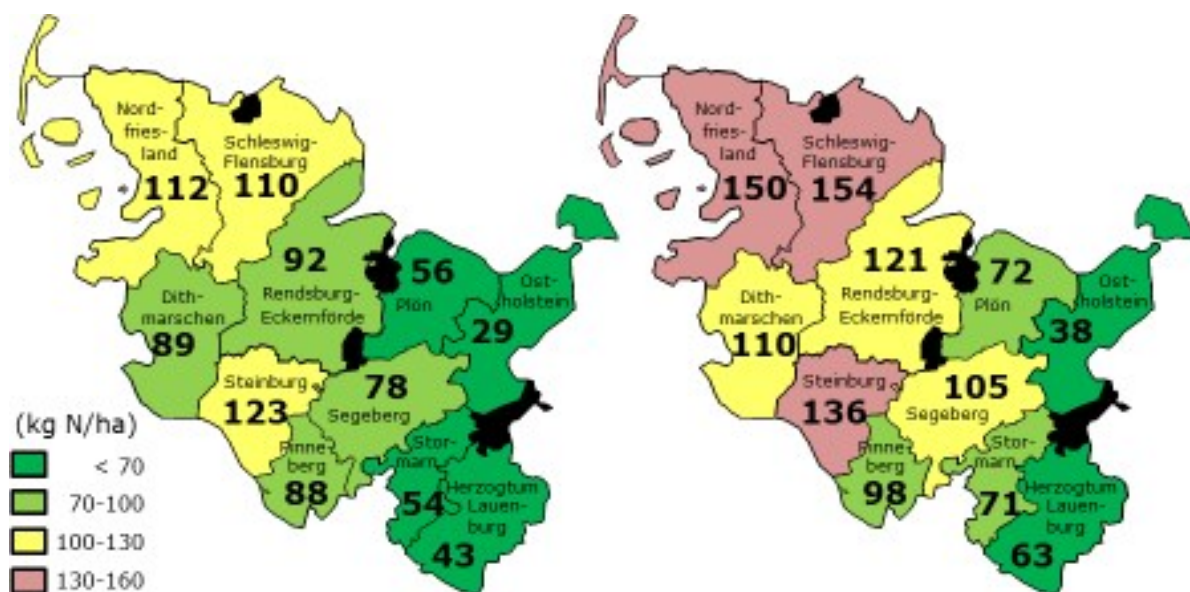 Nord-
fries-
land
112
Schleswig-
Flensburg
110
92
Rendsburg-
Eckernförde
56
Plön
Ost-
holstein
29
Dith-
marschen
89
Steinburg
123
78
Segeberg
Pinne-
berg
88
Stor-
marn
54
Herzogtum
Lauen-
burg
43
(kg N/ha)
< 70
70-100
100-130
130-160
Nord-
fries-
land
150
Schleswig-
Flensburg
154
121
Rendsburg-
Eckernförde
72
Plön
Ost-
holstein
38
Dith-
marschen
110
Steinburg
136
105
Segeberg
Pinne-
berg
98
Stor-
marn
71
Herzogtum
Lauen-
burg
63